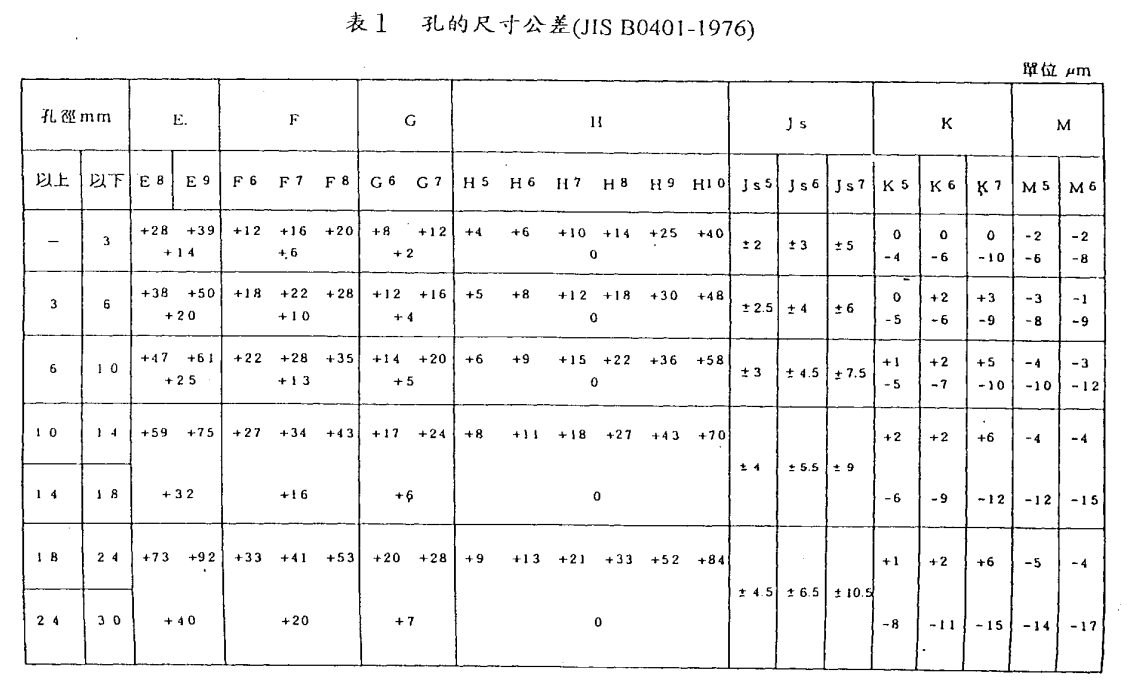 表1 孔的尺寸公差(JIS B0401-1976)
單位 μm
孔徑mm E. F G H Js K M
以上 以下 E8 E9 F6 F7 F8 G6 G7 H5 H6 H7 H8 H9 H10 Js5 Js6 Js7 K5 K6 K7 M5 M6
+28 +39 +12 +16 +20 +8 +12 +4 +6 +10 +14 +25 +40 0 0 0 -2 -2
— 3 ±2 ±3 ±5
+14 +6 +2 0 -4 -6 -10 -6 -8
+38 +50 +18 +22 +28 +12 +16 +5 +8 +12 +18 +30 +48 0 +2 +3 -3 -1
3 6 ±2.5 ±4 ±6
+20 +10 +4 0 -5 -6 -9 -8 -9
+47 +61 +22 +28 +35 +14 +20 +6 +9 +15 +22 +36 +58 +1 +2 +5 -4 -3
6 10 ±3 ±4.5 ±7.5
+25 +13 +5 0 -5 -7 -10 -10 -12
10 14 +59 +75 +27 +34 +43 +17 +24 +8 +11 +18 +27 +43 +70 +2 +2 +6 -4 -4
±4 ±5.5 ±9
14 18 +32 +16 +6 0 -6 -9 -12 -12 -15
18 24 +73 +92 +33 +41 +53 +20 +28 +9 +13 +21 +33 +52 +84 +1 +2 +6 -5 -4
±4.5 ±6.5 ±10.5
24 30 +40 +20 +7 0 -8 -11 -15 -14 -17